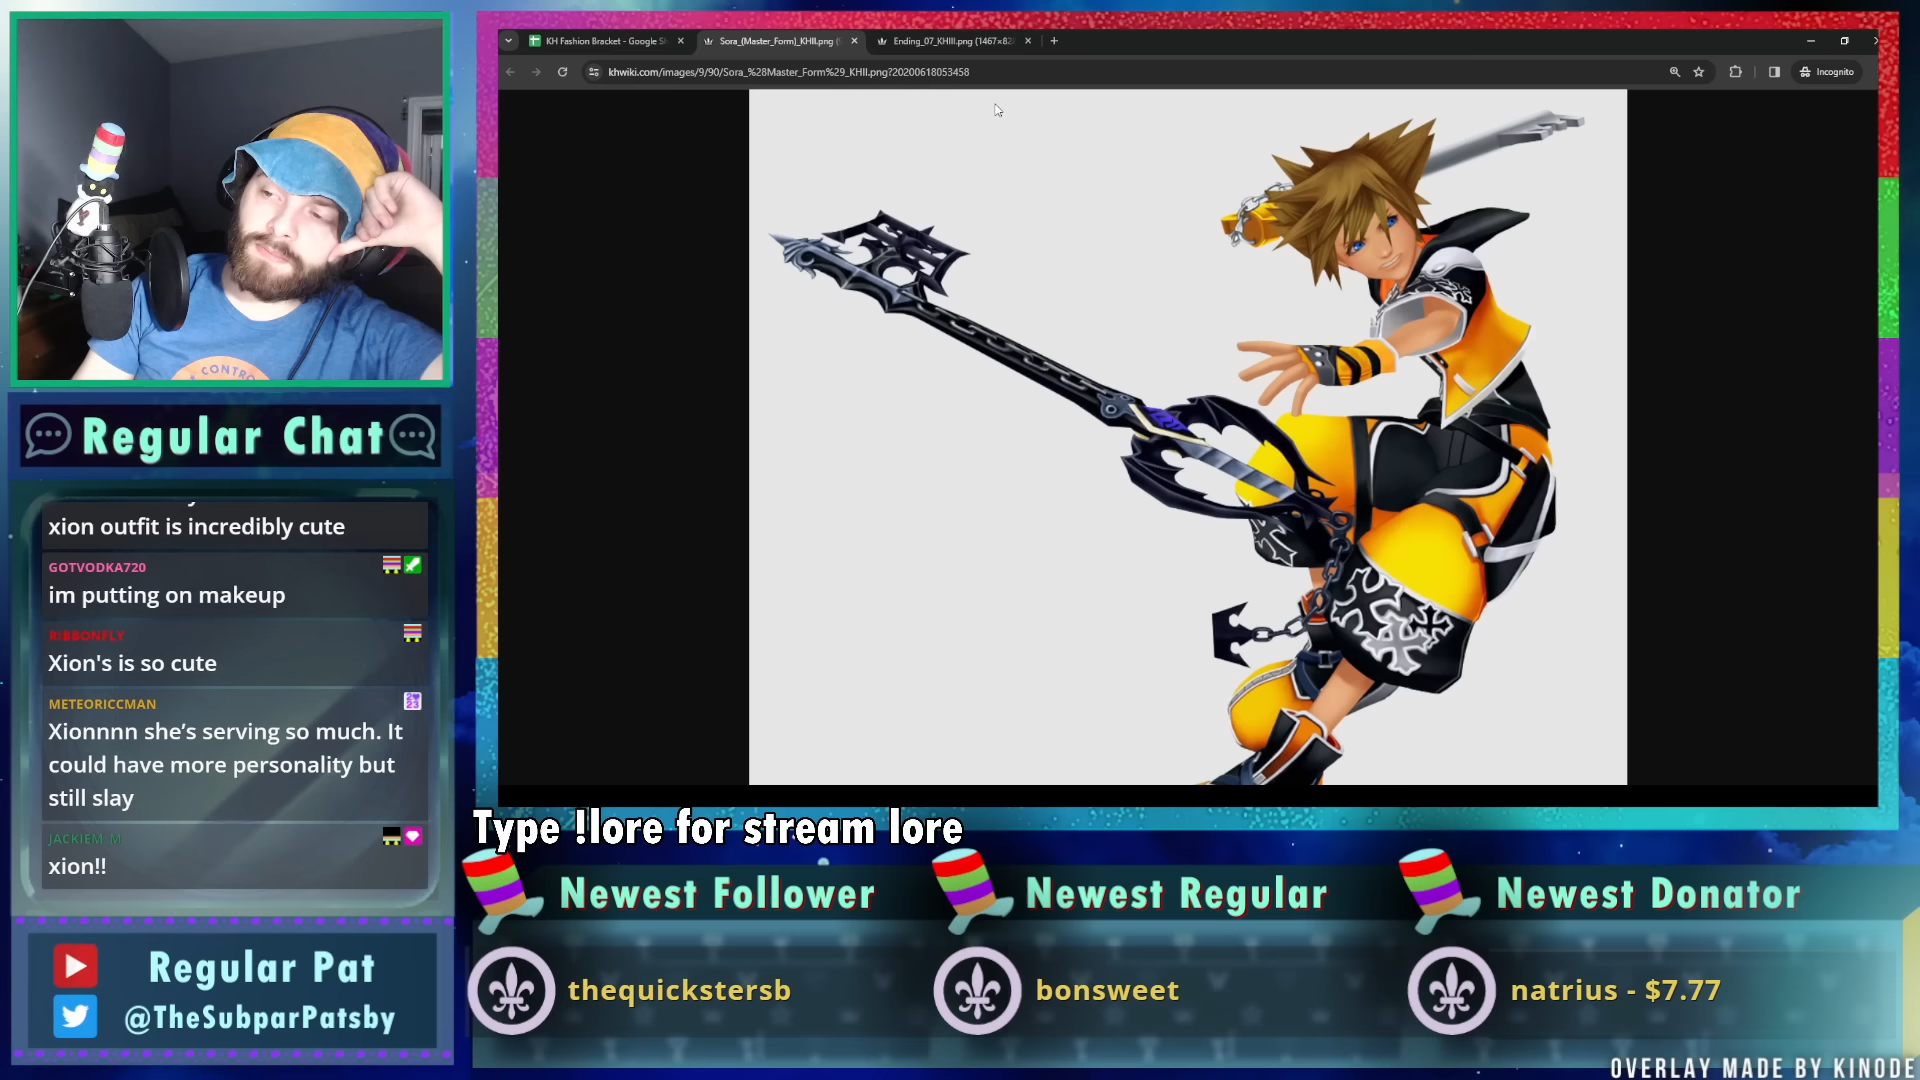 KH Fashion Bracket - Google S
Sora_(Master_Form)_KHII.png
Ending_07_KHIII.png (1467×82
khwiki.com/images/9/90/Sora_%28Master_Form%29_KHII.png?20200618053458
Incognito
CONTRO
Regular Chat
xion outfit is incredibly cute
GOTVODKA720
im putting on makeup
RIBBONFLY
Xion's is so cute
METEORICCMAN
Xionnnn she's serving so much. It
could have more personality but
still slay
JACKIEM_M
xion!!
Regular Pat
@TheSubparPatsby
Type !lore for stream lore
Newest Follower
thequickstersb
Newest Regular
bonsweet
Newest Donator
natrius - $7.77
OVERLAY MADE BY KINODE